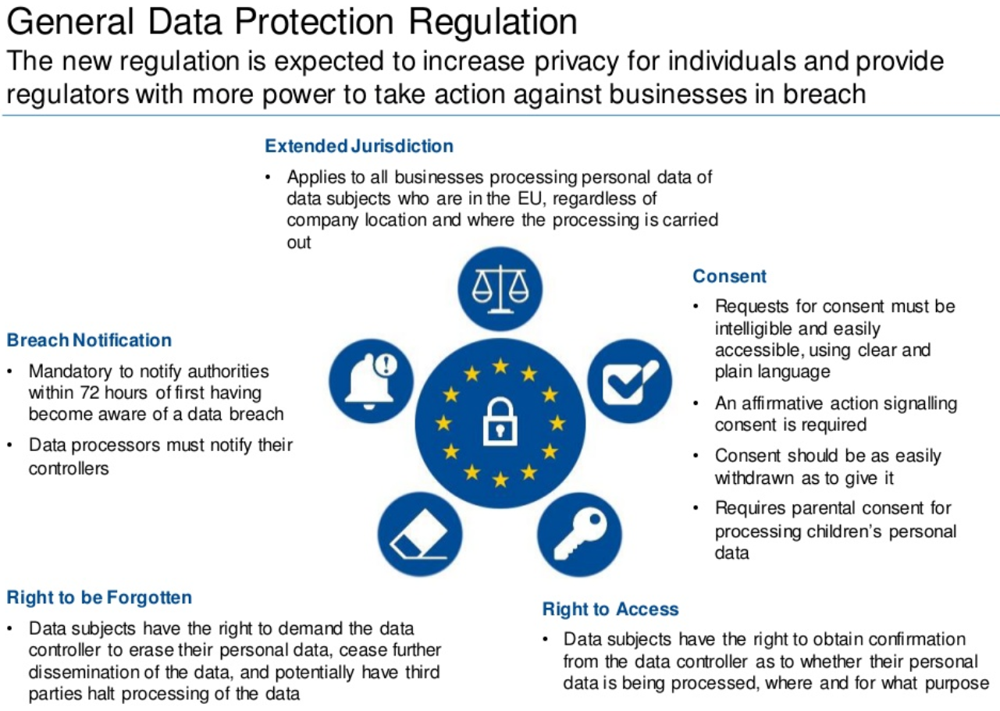 General Data Protection Regulation
The new regulation is expected to increase privacy for individuals and provide
regulators with more power to take action against businesses in breach
Extended Jurisdiction
• Applies to all businesses processing personal data of
data subjects who are in the EU, regardless of
company location and where the processing is carried
out
Consent
• Requests for consent must be
intelligible and easily
accessible, using clear and
plain language
• An affirmative action signalling
consent is required
• Consent should be as easily
withdrawn as to give it
• Requires parental consent for
processing children's personal
data
Breach Notification
• Mandatory to notify authorities
within 72 hours of first having
become aware of a data breach
• Data processors must notify their
controllers
Right to be Forgotten
• Data subjects have the right to demand the data
controller to erase their personal data, cease further
dissemination of the data, and potentially have third
parties halt processing of the data
Right to Access
• Data subjects have the right to obtain confirmation
from the data controller as to whether their personal
data is being processed, where and for what purpose